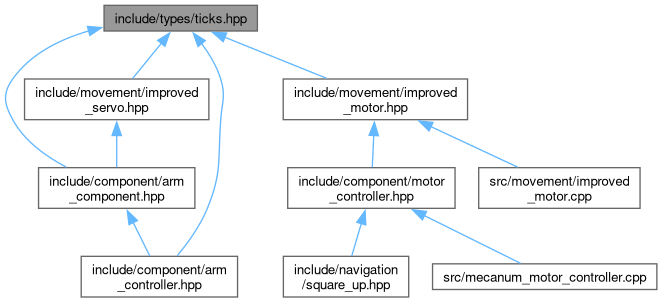 include/types/ticks.hpp
include/movement/improved
_servo.hpp
include/movement/improved
_motor.hpp
include/component/arm
_component.hpp
include/component/motor
_controller.hpp
src/movement/improved
_motor.cpp
include/component/arm
_controller.hpp
include/navigation
/square_up.hpp
src/mecanum_motor_controller.cpp